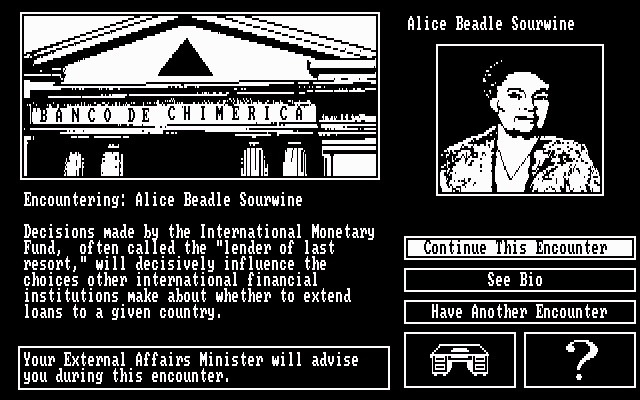 Alice Beadle Sourwine
BANCO DE CHIMERICA
Encountering: Alice Beadle Sourwine
Decisions made by the International Monetary
Fund, often called the "lender of last
resort," will decisively influence the
choices other international financial
institutions make about whether to extend
loans to a given country.
Your External Affairs Minister will advise
you during this encounter.
Continue This Encounter
See Bio
Have Another Encounter
?